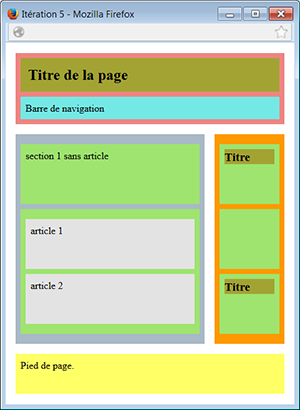 Itération 5 - Mozilla Firefox
Titre de la page
Barre de navigation
section 1 sans article
Titre
article 1
article 2
Titre
Pied de page.